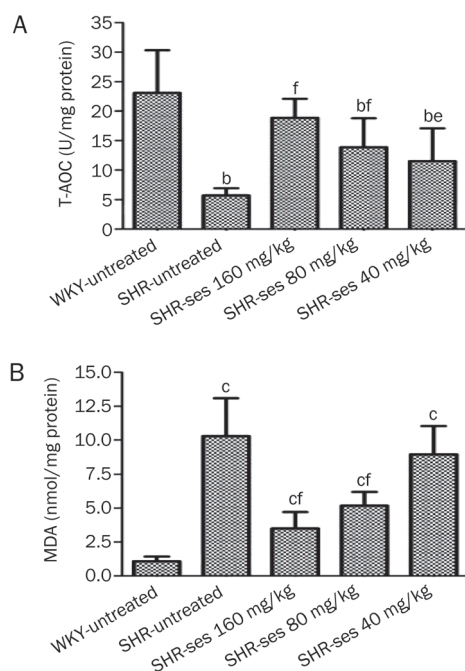 A
T-AOC (U/mg protein)
35
30
25
20
15
10
5
0
b
f
bf
be
WKY-untreated
SHR-untreated
SHR-ses 160 mg/kg
SHR-ses 80 mg/kg
SHR-ses 40 mg/kg
B
MDA (nmol/mg protein)
15.0
12.5
10.0
7.5
5.0
2.5
0.0
c
cf
cf
c
WKY-untreated
SHR-untreated
SHR-ses 160 mg/kg
SHR-ses 80 mg/kg
SHR-ses 40 mg/kg